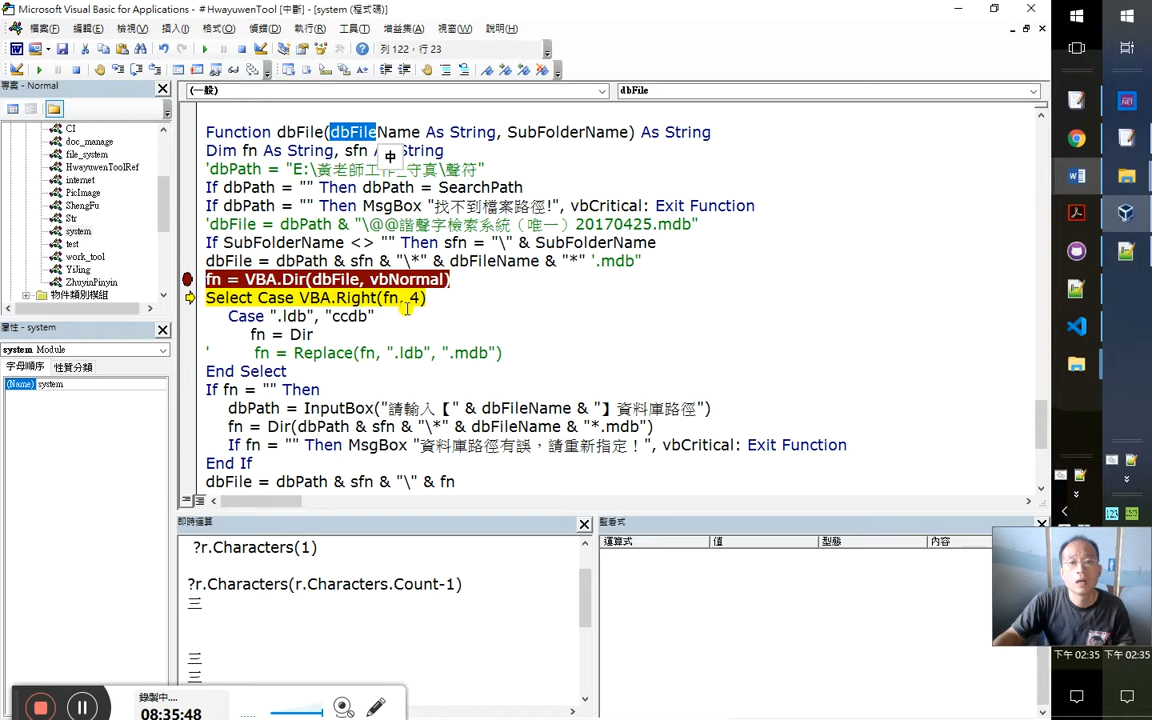 Microsoft Visual Basic for Applications - #HwayuwenTool [中斷] - [system (程式碼)]
檔案(F) 編輯(E) 檢視(V) 插入(I) 格式(O) 偵錯(D) 執行(R) 工具(T) 增益集(A) 視窗(W) 說明(H)
列 122，行 23
專案 - Normal
CI
doc_manage
file_system
HwayuwenToolRef
internet
PicImage
ShengFu
Str
system
test
work_tool
YiJing
ZhuyinPinyin
物件類別模組
屬性 - system
system Module
字母順序 性質分類
(Name) system
(一般) dbFile
Function dbFile(dbFileName As String, SubFolderName) As String
Dim fn As String, sfn As String
中
'dbPath = "E:\黃老師工作_守真\聲符"
If dbPath = "" Then dbPath = SearchPath
If dbPath = "" Then MsgBox "找不到檔案路徑!", vbCritical: Exit Function
'dbFile = dbPath & "\@@諧聲字檢索系統（唯一）20170425.mdb"
If SubFolderName <> "" Then sfn = "\" & SubFolderName
dbFile = dbPath & sfn & "\*" & dbFileName & "*" '.mdb"
fn = VBA.Dir(dbFile, vbNormal)
Select Case VBA.Right(fn, 4)
Case ".ldb", "ccdb"
fn = Dir
' fn = Replace(fn, ".ldb", ".mdb")
End Select
If fn = "" Then
dbPath = InputBox("請輸入【" & dbFileName & "】資料庫路徑")
fn = Dir(dbPath & sfn & "\*" & dbFileName & "*.mdb")
If fn = "" Then MsgBox "資料庫路徑有誤，請重新指定！", vbCritical: Exit Function
End If
dbFile = dbPath & sfn & "\" & fn
即時運算
?r.Characters(1)
?r.Characters(r.Characters.Count-1)
三
三
三
監看式
運算式 值 型態 內容
錄製中....
08:35:48
下午 02:35 下午 02:35